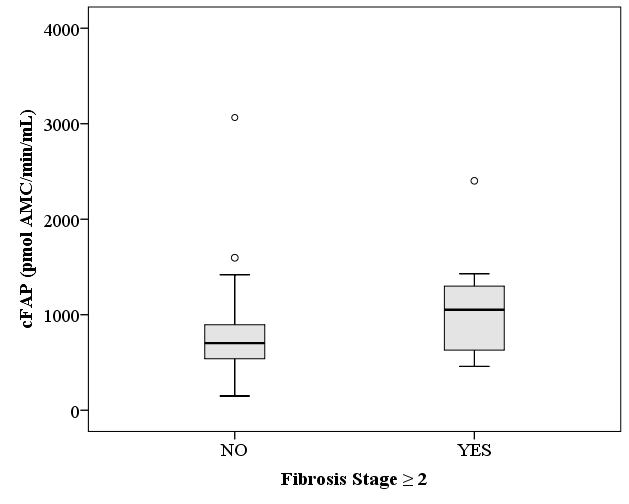 4000
3000
2000
1000
0
cFAP (pmol AMC/min/mL)
NO YES
Fibrosis Stage ≥ 2